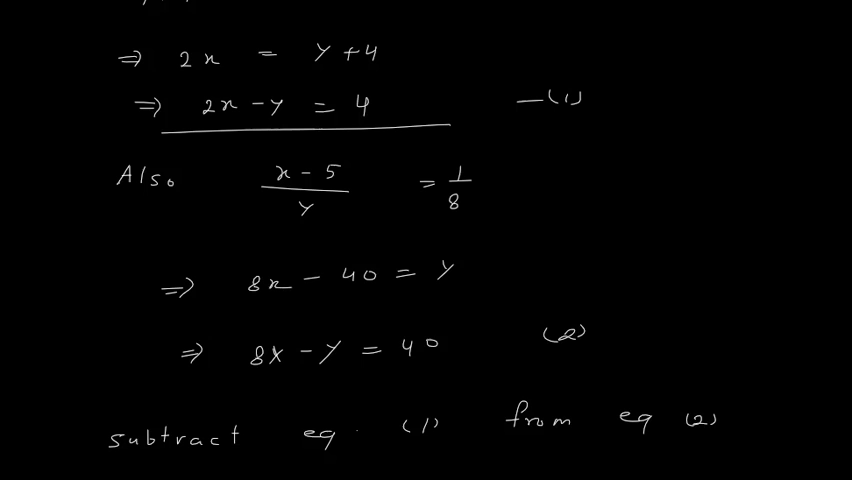 ⇒ 2x = y + 4
⇒ 2x - y = 4 —(1)
Also (x - 5)/y = 1/8
⇒ 8x - 40 = y
⇒ 8x - y = 40 (2)
subtract eq. (1) from eq (2)